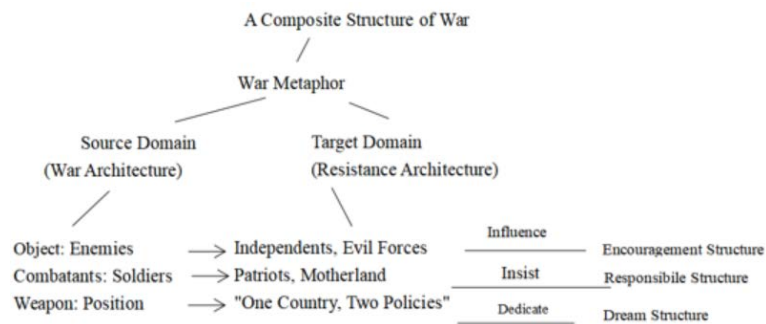 A Composite Structure of War
War Metaphor
Source Domain
(War Architecture)
Target Domain
(Resistance Architecture)
Object: Enemies Independents, Evil Forces Influence Encouragement Structure
Combatants: Soldiers Patriots, Motherland Insist Responsibile Structure
Weapon: Position "One Country, Two Policies" Dedicate Dream Structure